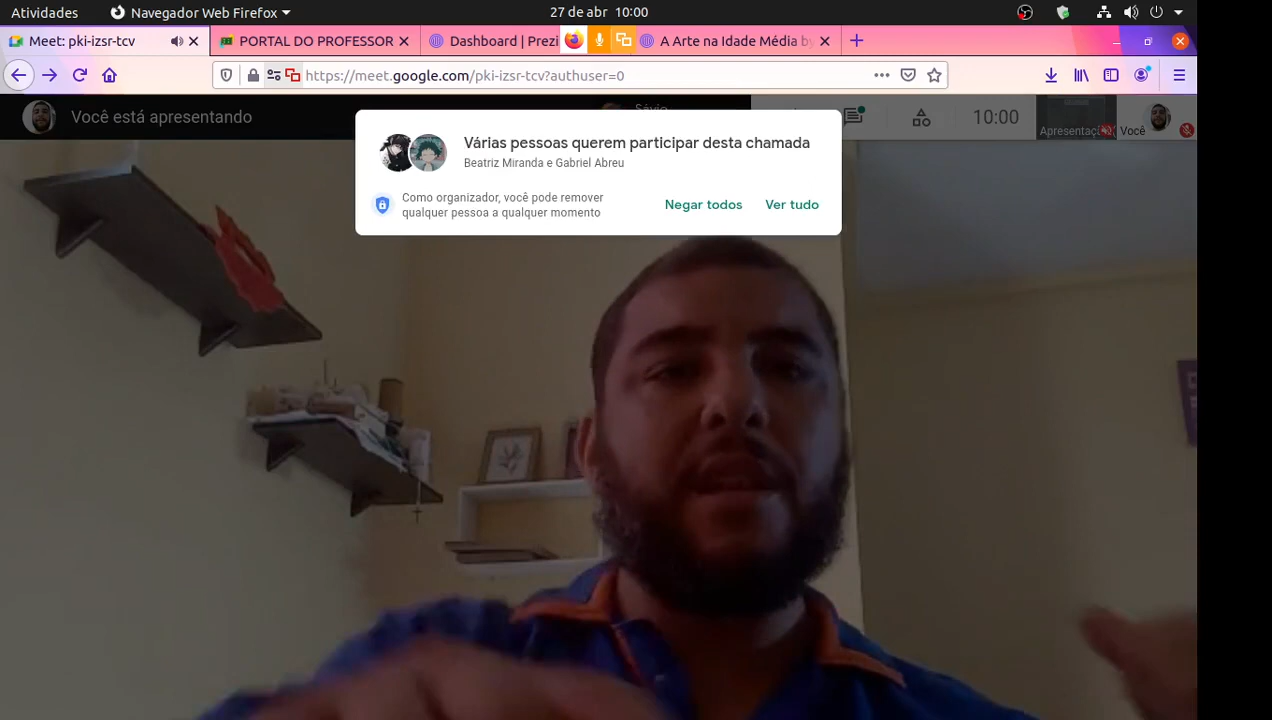 Atividades
Navegador Web Firefox
27 de abr 10:00
Meet: pki-izsr-tcv
PORTAL DO PROFESSOR
Dashboard | Prezi
A Arte na Idade Média by
https://meet.google.com/pki-izsr-tcv?authuser=0
Você está apresentando
Sávio
10:00
Apresentaç
Você
Várias pessoas querem participar desta chamada
Beatriz Miranda e Gabriel Abreu
Como organizador, você pode remover
qualquer pessoa a qualquer momento
Negar todos
Ver tudo